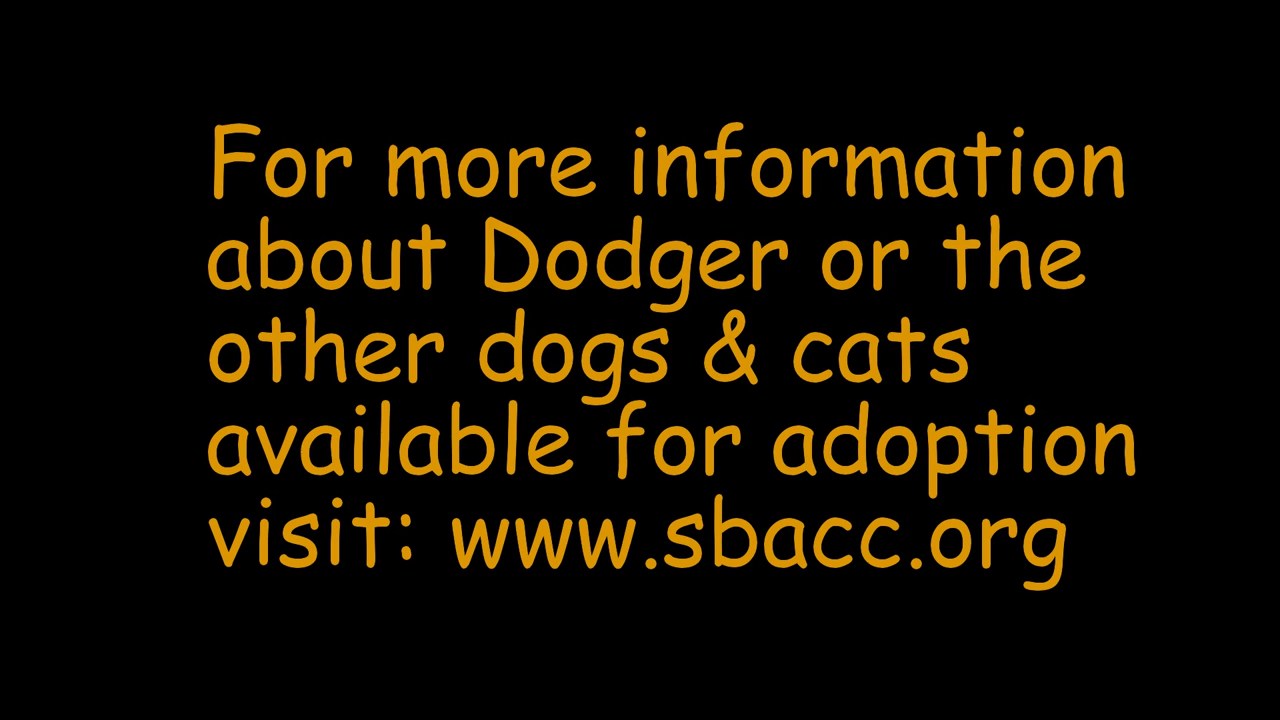 For more information
about Dodger or the
other dogs & cats
available for adoption
visit: www.sbacc.org